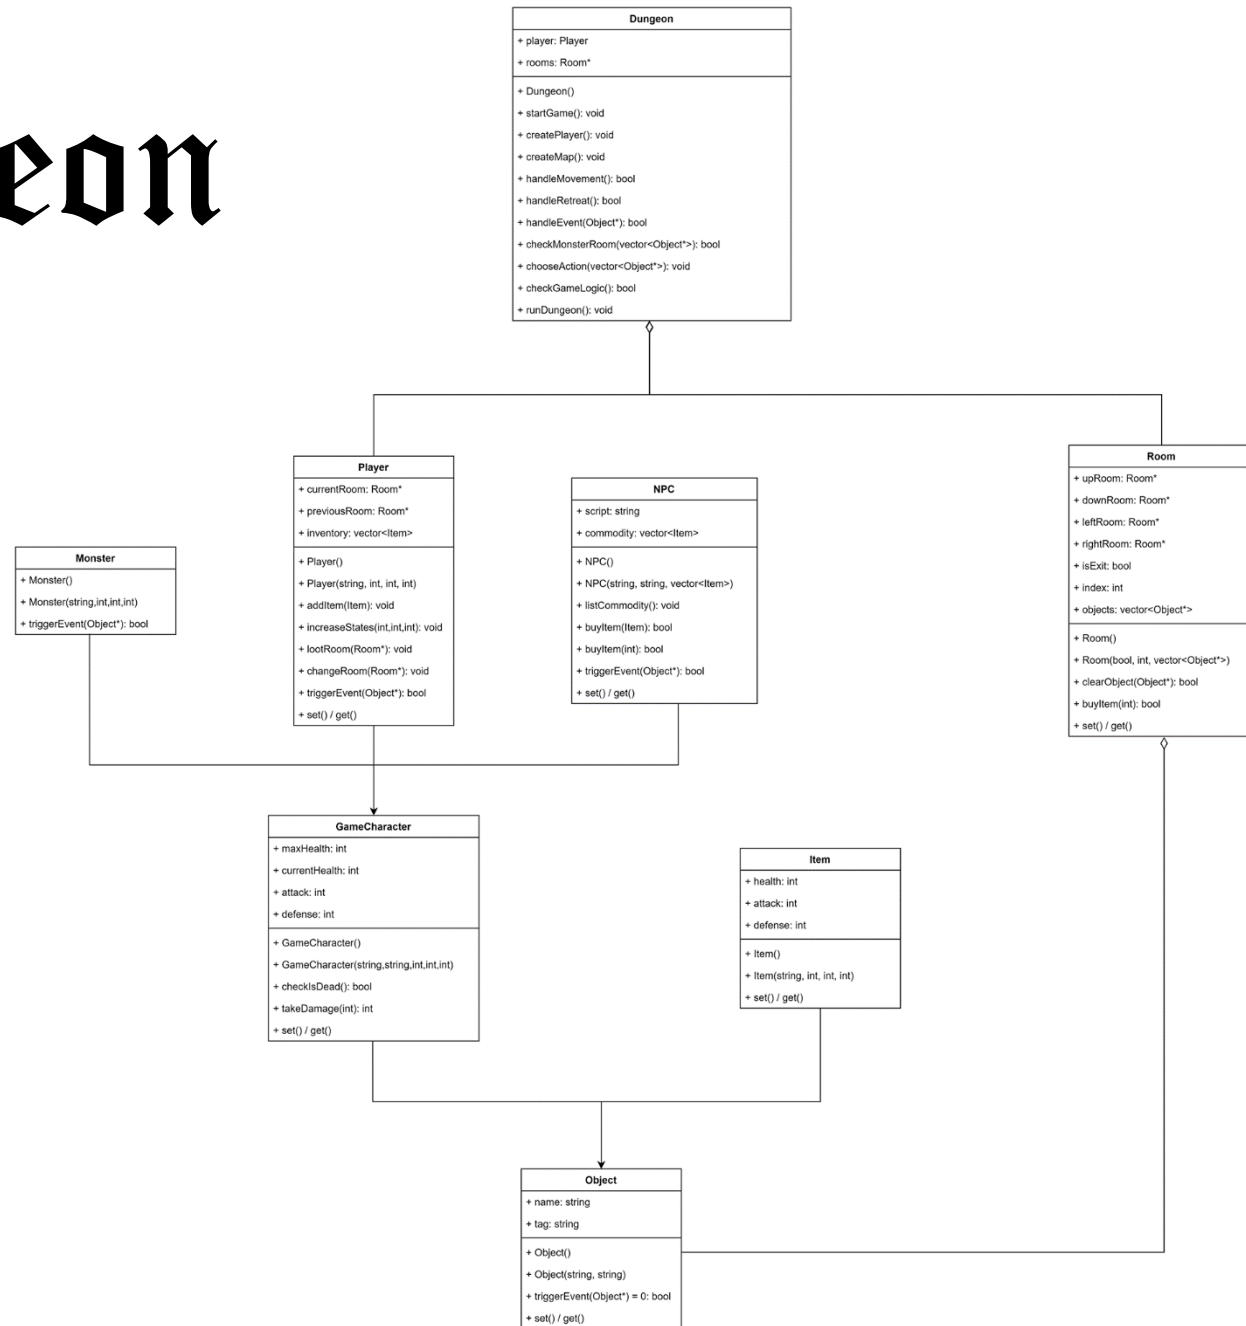 eon
Dungeon
+ player: Player
+ rooms: Room*
+ Dungeon()
+ startGame(): void
+ createPlayer(): void
+ createMap(): void
+ handleMovement(): bool
+ handleRetreat(): bool
+ handleEvent(Object*): bool
+ checkMonsterRoom(vector<Object*>): bool
+ chooseAction(vector<Object*>): void
+ checkGameLogic(): bool
+ runDungeon(): void
Monster
+ Monster()
+ Monster(string,int,int,int)
+ triggerEvent(Object*): bool
Player
+ currentRoom: Room*
+ previousRoom: Room*
+ inventory: vector<Item>
+ Player()
+ Player(string, int, int, int)
+ addItem(Item): void
+ increaseStates(int,int,int): void
+ lootRoom(Room*): void
+ changeRoom(Room*): void
+ triggerEvent(Object*): bool
+ set() / get()
NPC
+ script: string
+ commodity: vector<Item>
+ NPC()
+ NPC(string, string, vector<Item>)
+ listCommodity(): void
+ buyItem(Item): bool
+ buyItem(int): bool
+ triggerEvent(Object*): bool
+ set() / get()
Room
+ upRoom: Room*
+ downRoom: Room*
+ leftRoom: Room*
+ rightRoom: Room*
+ isExit: bool
+ index: int
+ objects: vector<Object*>
+ Room()
+ Room(bool, int, vector<Object*>)
+ clearObject(Object*): bool
+ buyItem(int): bool
+ set() / get()
GameCharacter
+ maxHealth: int
+ currentHealth: int
+ attack: int
+ defense: int
+ GameCharacter()
+ GameCharacter(string,string,int,int,int)
+ checkIsDead(): bool
+ takeDamage(int): int
+ set() / get()
Item
+ health: int
+ attack: int
+ defense: int
+ Item()
+ Item(string, int, int, int)
+ set() / get()
Object
+ name: string
+ tag: string
+ Object()
+ Object(string, string)
+ triggerEvent(Object*) = 0: bool
+ set() / get()